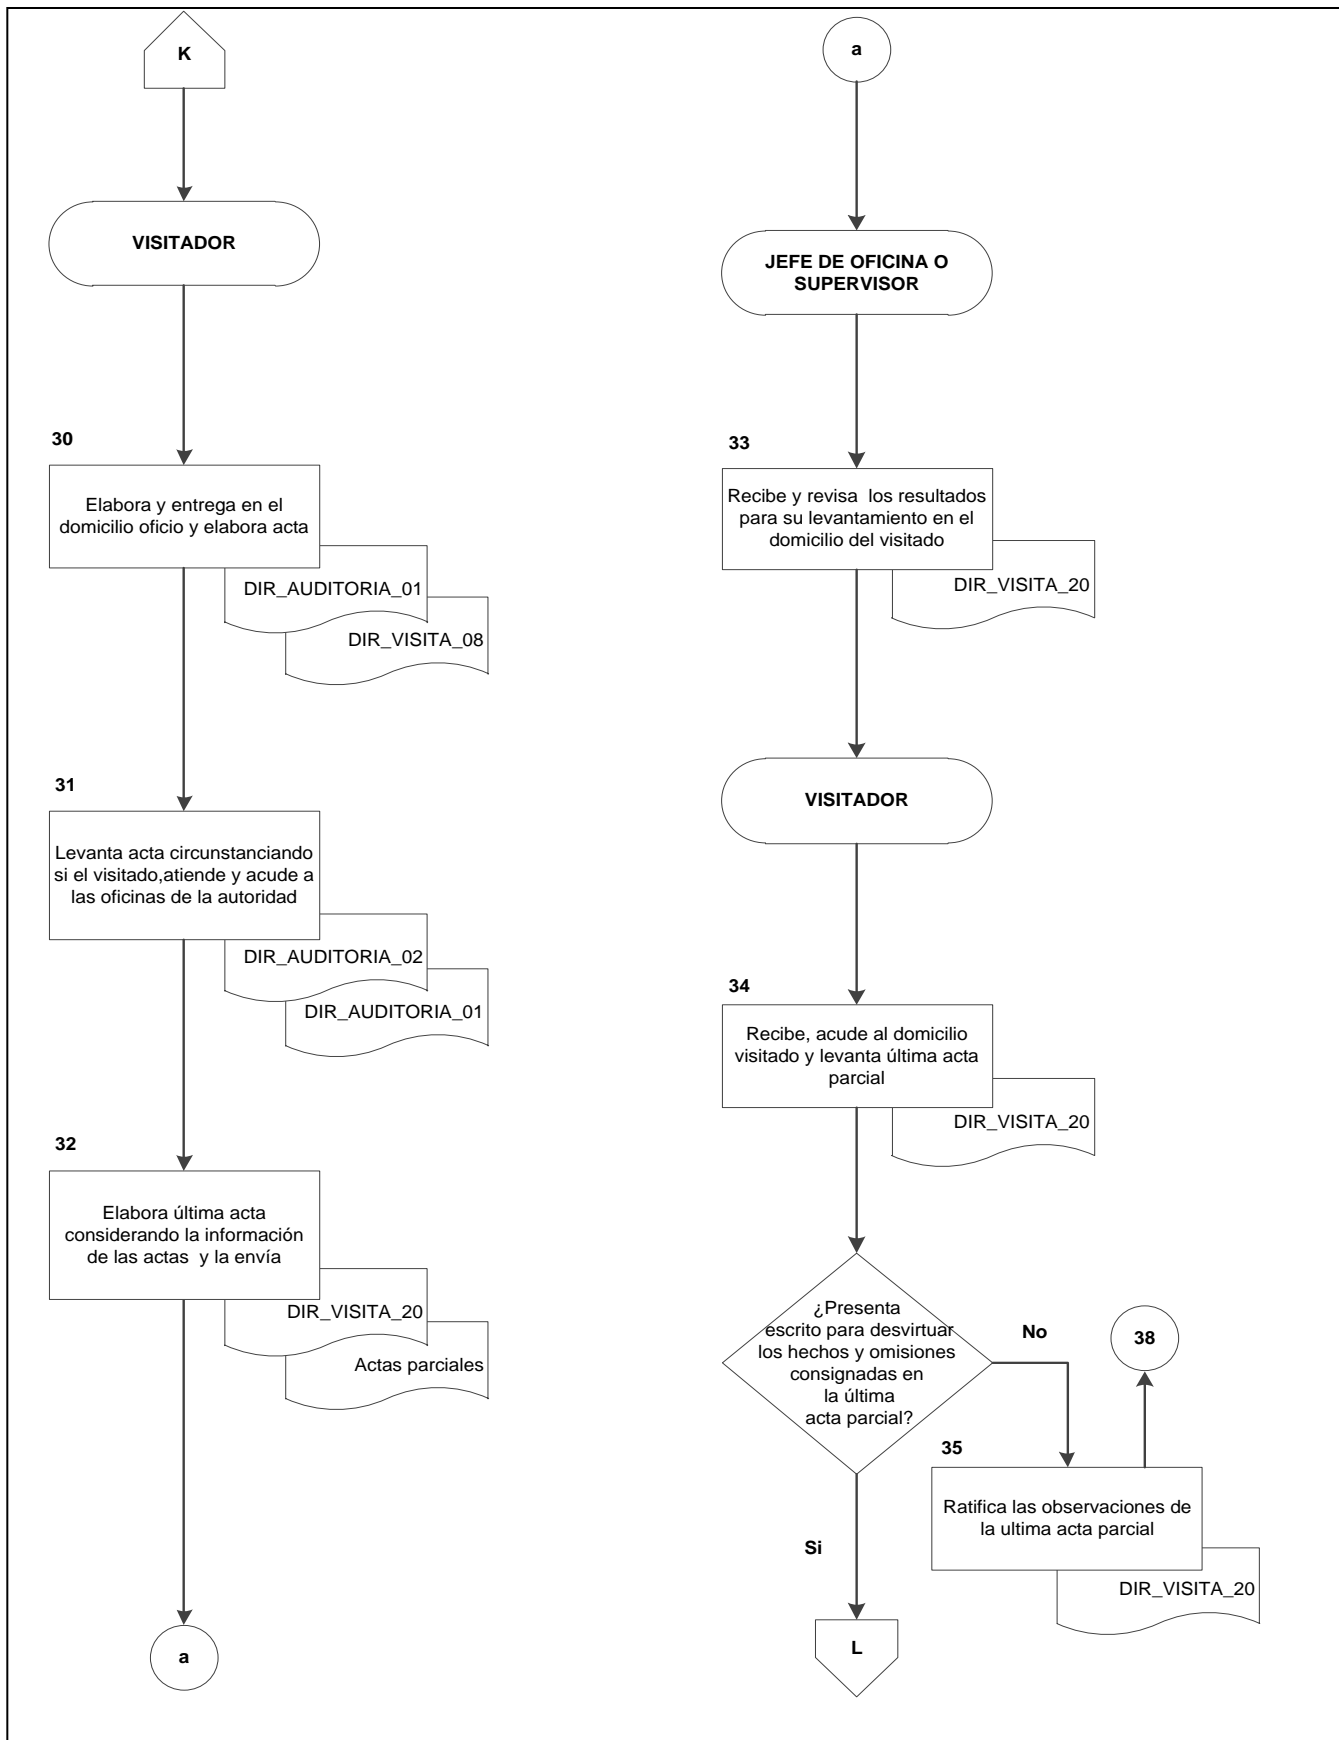 K
VISITADOR
30
Elabora y entrega en el
domicilio oficio y elabora acta
DIR_AUDITORIA_01
DIR_VISITA_08
31
Levanta acta circunstanciando
si el visitado,atiende y acude a
las oficinas de la autoridad
DIR_AUDITORIA_02
DIR_AUDITORIA_01
32
Elabora última acta
considerando la información
de las actas y la envía
DIR_VISITA_20
Actas parciales
a
a
JEFE DE OFICINA O
SUPERVISOR
33
Recibe y revisa los resultados
para su levantamiento en el
domicilio del visitado
DIR_VISITA_20
VISITADOR
34
Recibe, acude al domicilio
visitado y levanta última acta
parcial
DIR_VISITA_20
¿Presenta
escrito para desvirtuar
los hechos y omisiones
consignadas en
la última
acta parcial?
No
38
35
Ratifica las observaciones de
la ultima acta parcial
DIR_VISITA_20
Si
L